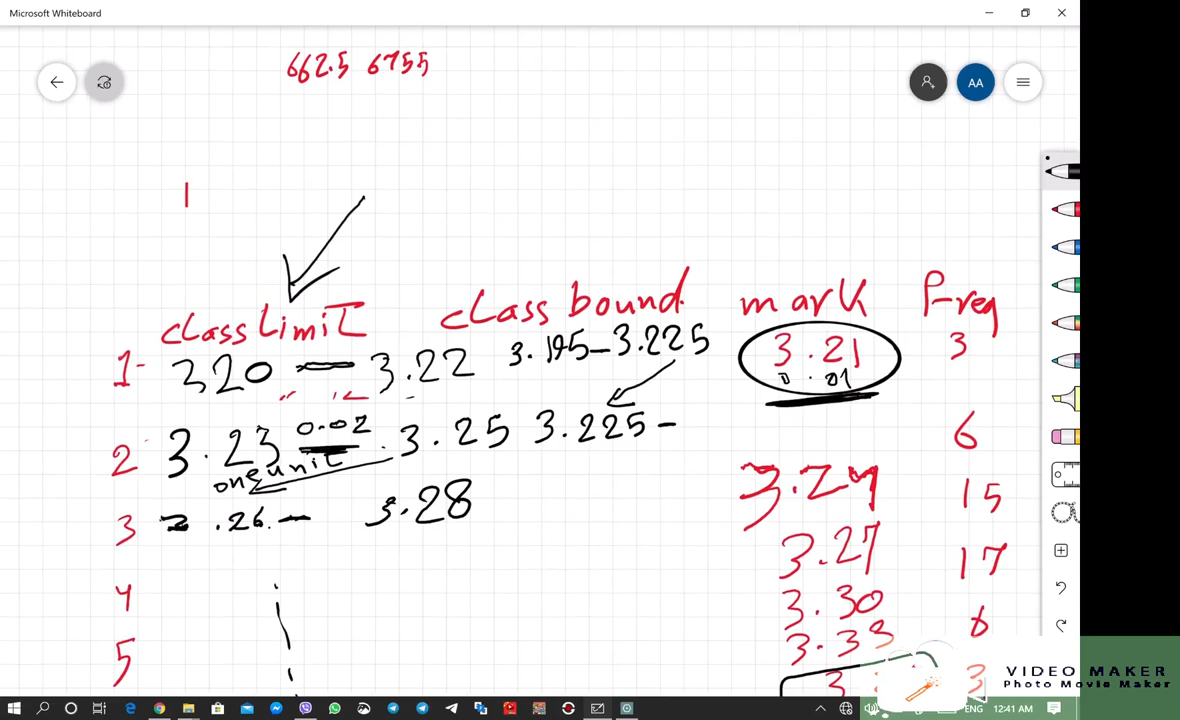 Microsoft Whiteboard
662.5 6755
AA
class Limit class bound mark Freq
1- 320 — 3.22 3.195-3.225 3.21 3
0.01
2 3.23 0.02 3.25 3.225- 6
one unit
3.24 15
3 .26 - 3.28
3.27 17
4 3.30 6
5 3.33
3 3
VIDEO MAKER
Photo Movie Maker
ENG 12:41 AM